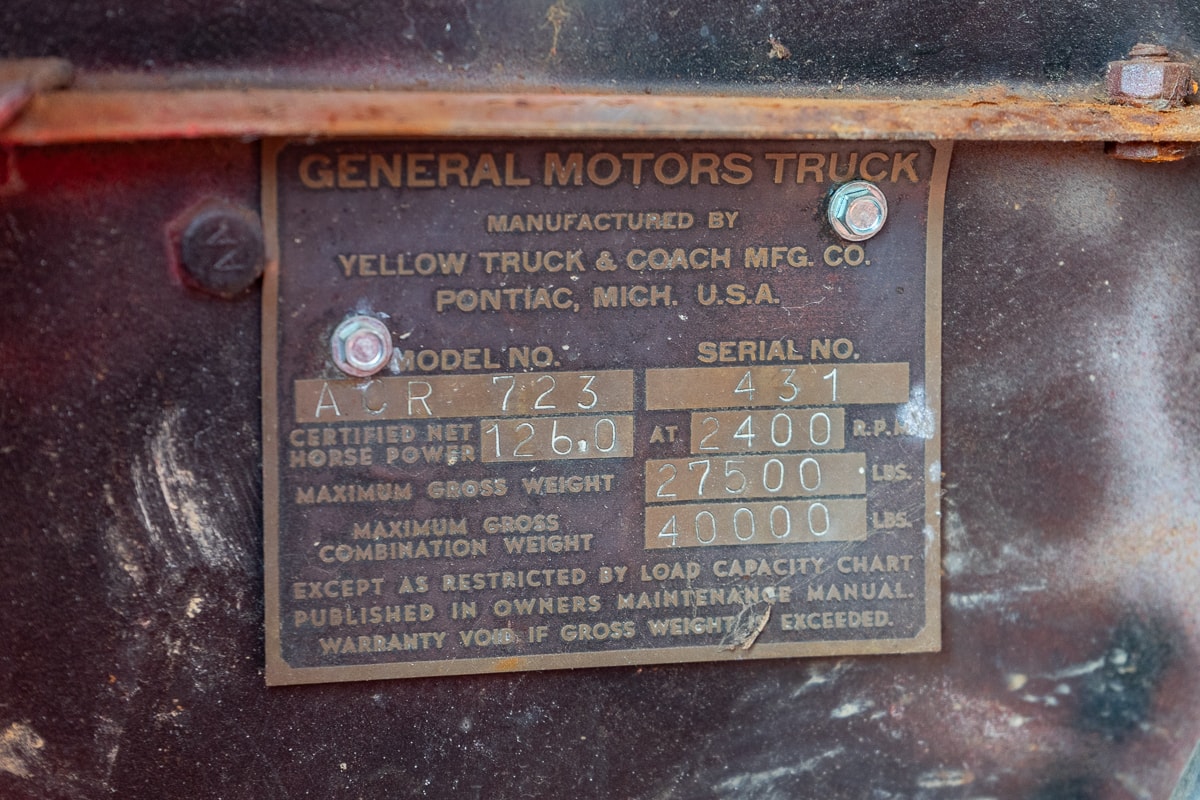 GENERAL MOTORS TRUCK
MANUFACTURED BY
YELLOW TRUCK & COACH MFG. CO.
PONTIAC, MICH. U.S.A.
MODEL NO. SERIAL NO.
ACR 723 431
CERTIFIED NET
HORSE POWER 126.0 AT 2400 R.P.M.
MAXIMUM GROSS WEIGHT 27500 LBS.
MAXIMUM GROSS
COMBINATION WEIGHT 40000 LBS.
EXCEPT AS RESTRICTED BY LOAD CAPACITY CHART
PUBLISHED IN OWNERS MAINTENANCE MANUAL.
WARRANTY VOID IF GROSS WEIGHT IS EXCEEDED.